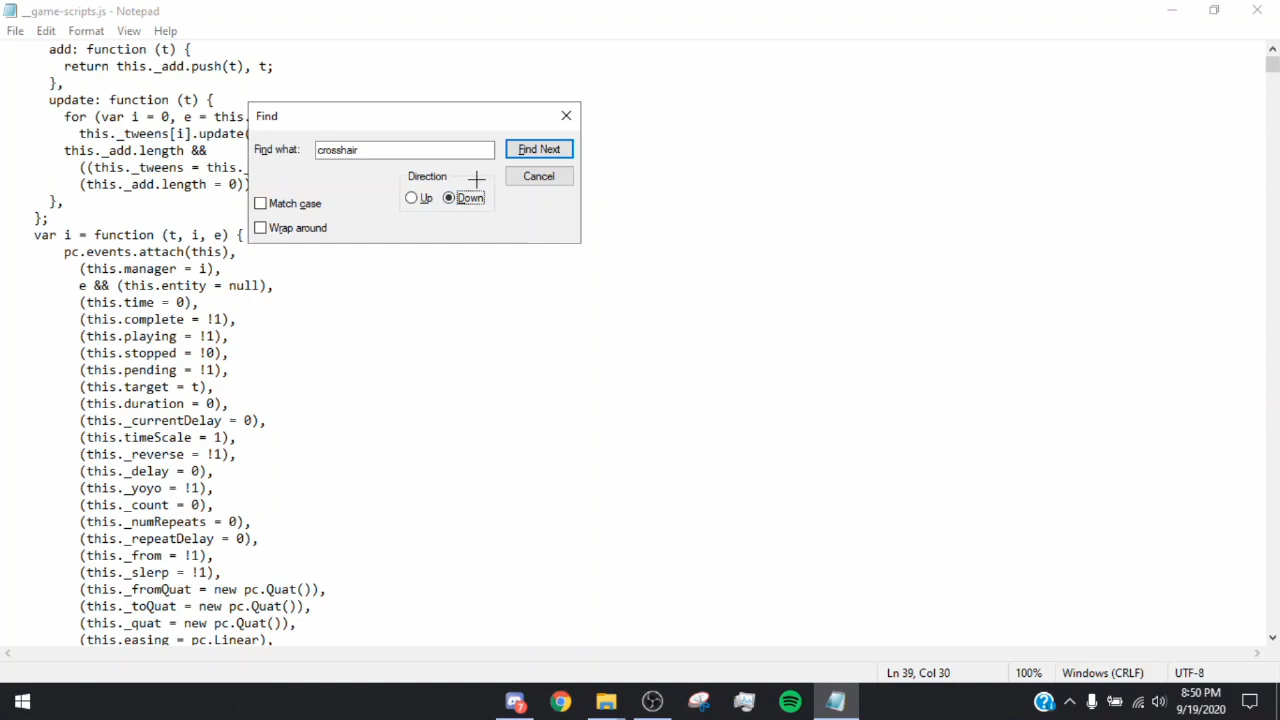 __game-scripts.js - Notepad
File Edit Format View Help
add: function (t) {
return this._add.push(t), t;
},
update: function (t) {
for (var i = 0, e = this.
this._tweens[i].update(
this._add.length &&
((this._tweens = this._
(this._add.length = 0))
},
};
var i = function (t, i, e) {
pc.events.attach(this),
(this.manager = i),
e && (this.entity = null),
(this.time = 0),
(this.complete = !1),
(this.playing = !1),
(this.stopped = !0),
(this.pending = !1),
(this.target = t),
(this.duration = 0),
(this._currentDelay = 0),
(this.timeScale = 1),
(this._reverse = !1),
(this._delay = 0),
(this._yoyo = !1),
(this._count = 0),
(this._numRepeats = 0),
(this._repeatDelay = 0),
(this._from = !1),
(this._slerp = !1),
(this._fromQuat = new pc.Quat()),
(this._toQuat = new pc.Quat()),
(this._quat = new pc.Quat()),
(this.easing = pc.Linear),
Find
Find what: crosshair Find Next
Direction Cancel
Up Down
Match case
Wrap around
Ln 39, Col 30 100% Windows (CRLF) UTF-8
7
8:50 PM
9/19/2020